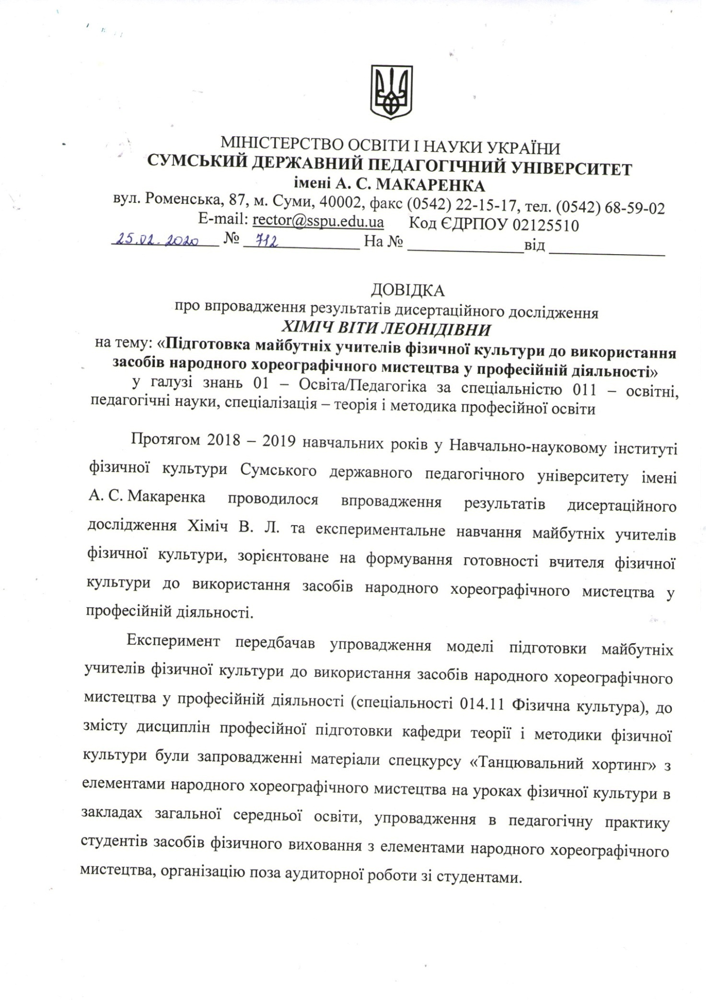 МІНІСТЕРСТВО ОСВІТИ І НАУКИ УКРАЇНИ
СУМСЬКИЙ ДЕРЖАВНИЙ ПЕДАГОГІЧНИЙ УНІВЕРСИТЕТ
імені А. С. МАКАРЕНКА
вул. Роменська, 87, м. Суми, 40002, факс (0542) 22-15-17, тел. (0542) 68-59-02
E-mail: rector@sspu.edu.ua Код ЄДРПОУ 02125510
25.02.2020 № 712 На № ______ від ______
ДОВІДКА
про впровадження результатів дисертаційного дослідження
ХІМІЧ ВІТИ ЛЕОНІДІВНИ
на тему: «Підготовка майбутніх учителів фізичної культури до використання
засобів народного хореографічного мистецтва у професійній діяльності»
у галузі знань 01 – Освіта/Педагогіка за спеціальністю 011 – освітні,
педагогічні науки, спеціалізація – теорія і методика професійної освіти
Протягом 2018 – 2019 навчальних років у Навчально-науковому інституті
фізичної культури Сумського державного педагогічного університету імені
А. С. Макаренка проводилося впровадження результатів дисертаційного
дослідження Хіміч В. Л. та експериментальне навчання майбутніх учителів
фізичної культури, зорієнтоване на формування готовності вчителя фізичної
культури до використання засобів народного хореографічного мистецтва у
професійній діяльності.
Експеримент передбачав упровадження моделі підготовки майбутніх
учителів фізичної культури до використання засобів народного хореографічного
мистецтва у професійній діяльності (спеціальності 014.11 Фізична культура), до
змісту дисциплін професійної підготовки кафедри теорії і методики фізичної
культури були запровадженні матеріали спецкурсу «Танцювальний хортинг» з
елементами народного хореографічного мистецтва на уроках фізичної культури в
закладах загальної середньої освіти, упровадження в педагогічну практику
студентів засобів фізичного виховання з елементами народного хореографічного
мистецтва, організацію поза аудиторної роботи зі студентами.